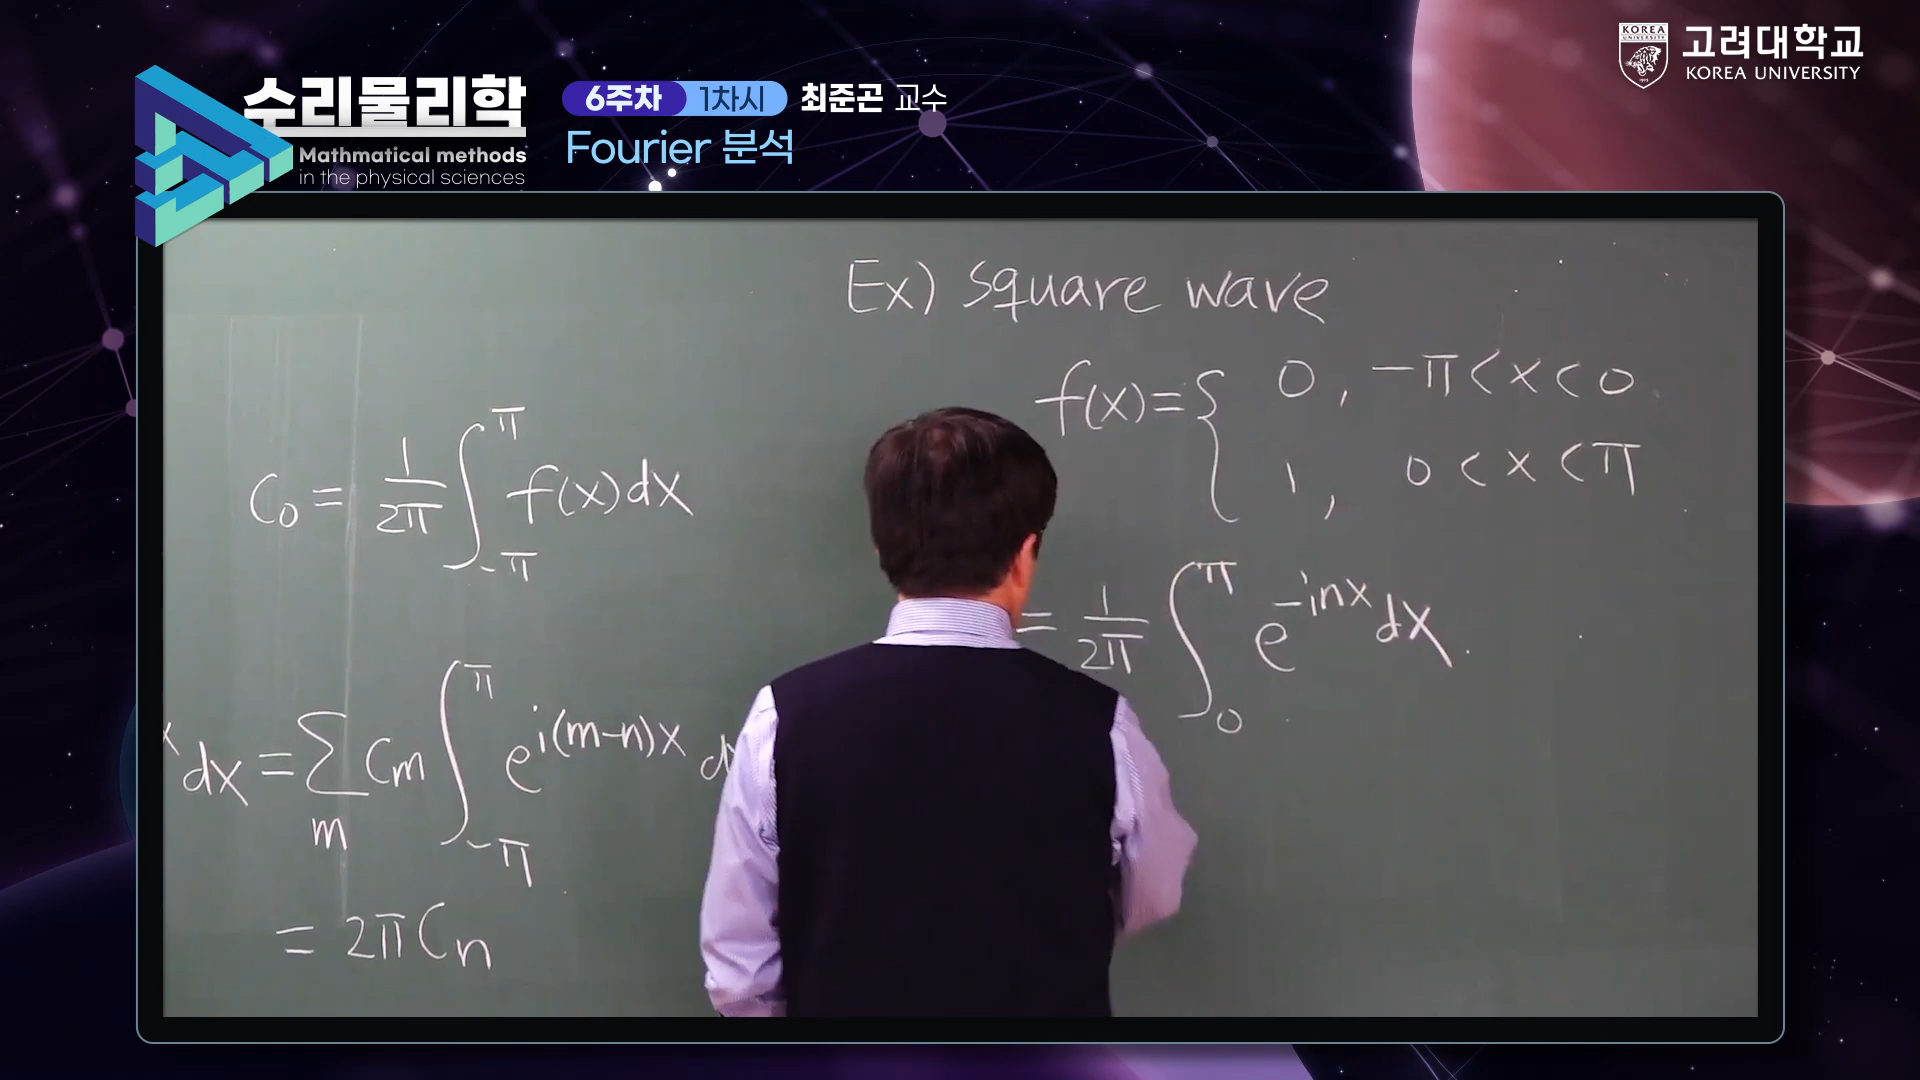 수리물리학
Mathmatical methods
in the physical sciences
6주차 1차시 최준곤 교수
Fourier 분석
KOREA
UNIVERSITY
고려대학교
KOREA UNIVERSITY
Ex) square wave
f(x) = { 0, -π < x < 0
1, 0 < x < π
= 1/2π ∫_0^π e^{-inx} dx
C_0 = 1/2π ∫_{-π}^{π} f(x) dx
x dx = Σ_m C_m ∫_{-π}^{π} e^{i(m-n)x} d
= 2π C_n